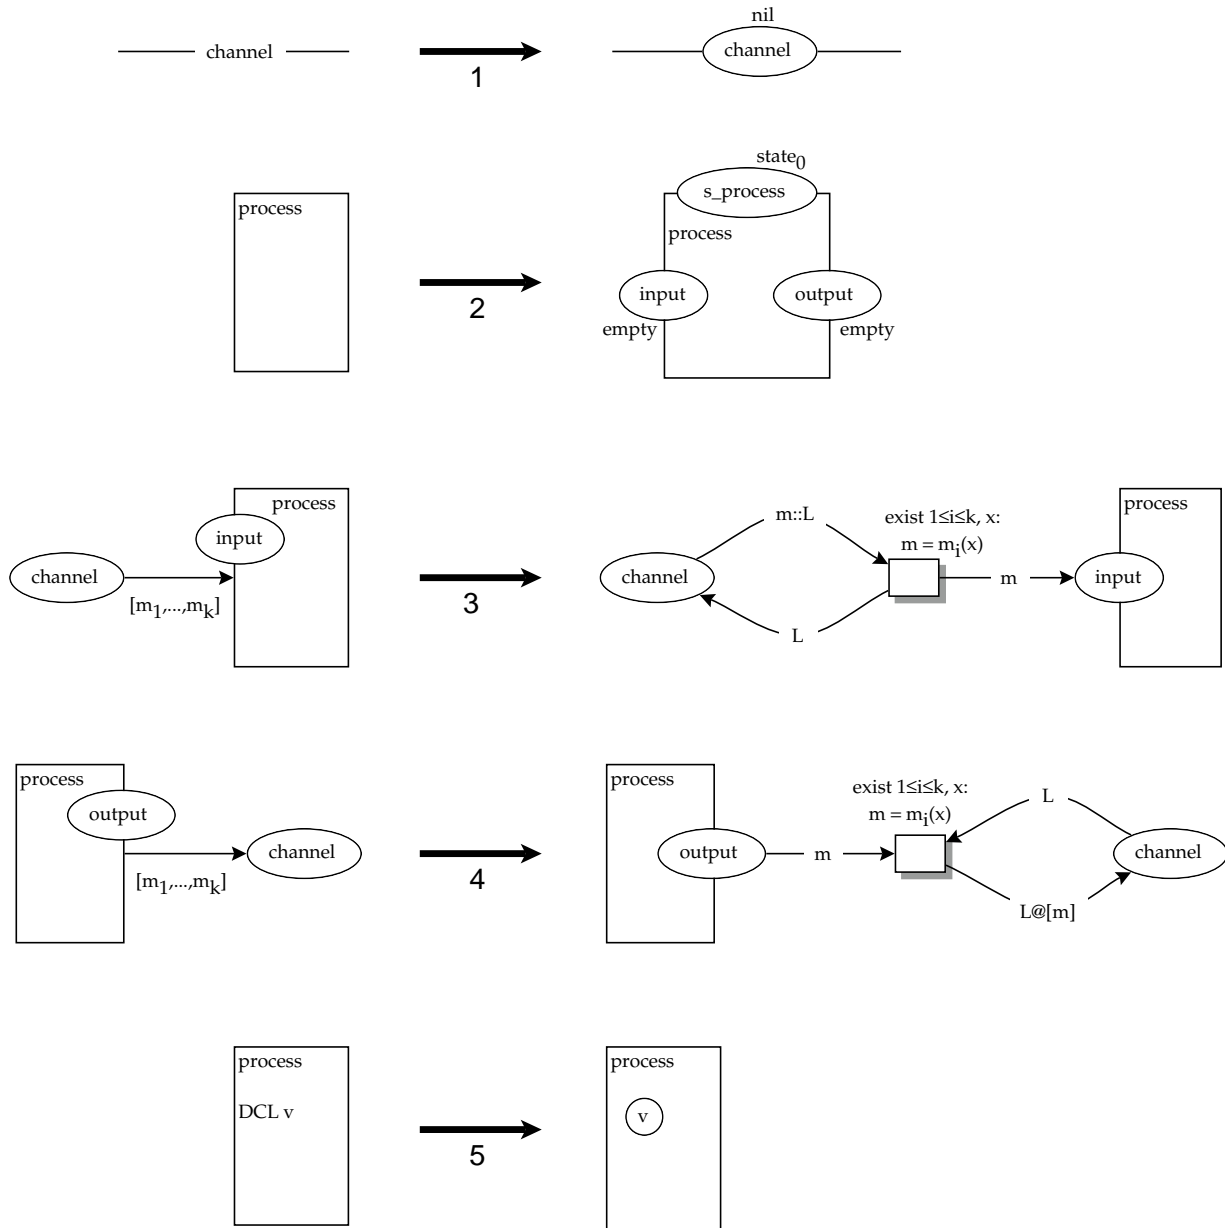 channel
1
nil
channel
process
2
state0
s_process
process
input
output
empty
empty
process
input
channel
[m1,...,mk]
3
m::L
exist 1≤i≤k, x:
m = mi(x)
channel
m
L
process
input
process
output
channel
[m1,...,mk]
4
process
output
m
exist 1≤i≤k, x:
m = mi(x)
L
channel
L@[m]
process
DCL v
5
process
v